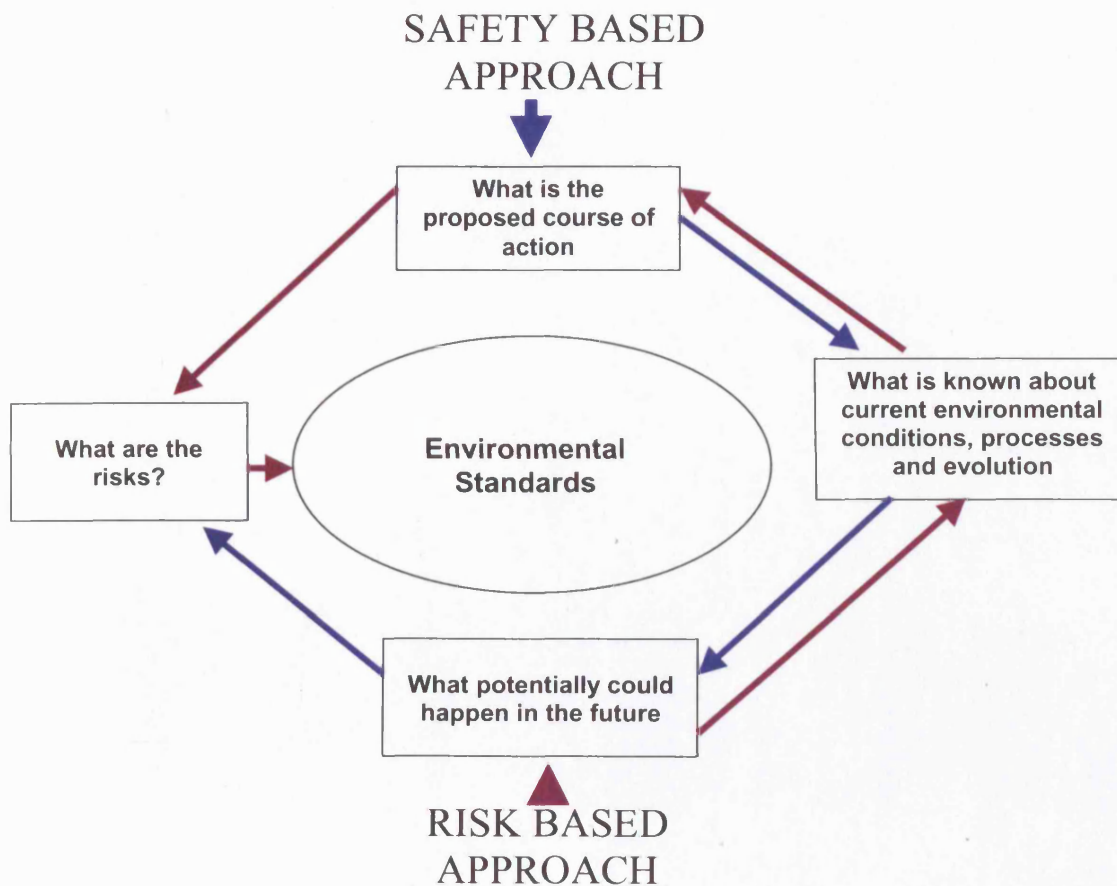 SAFETY BASED
APPROACH
What is the
proposed course of
action
What is known about
current environmental
conditions, processes
and evolution
What are the
risks?
Environmental
Standards
What potentially could
happen in the future
RISK BASED
APPROACH